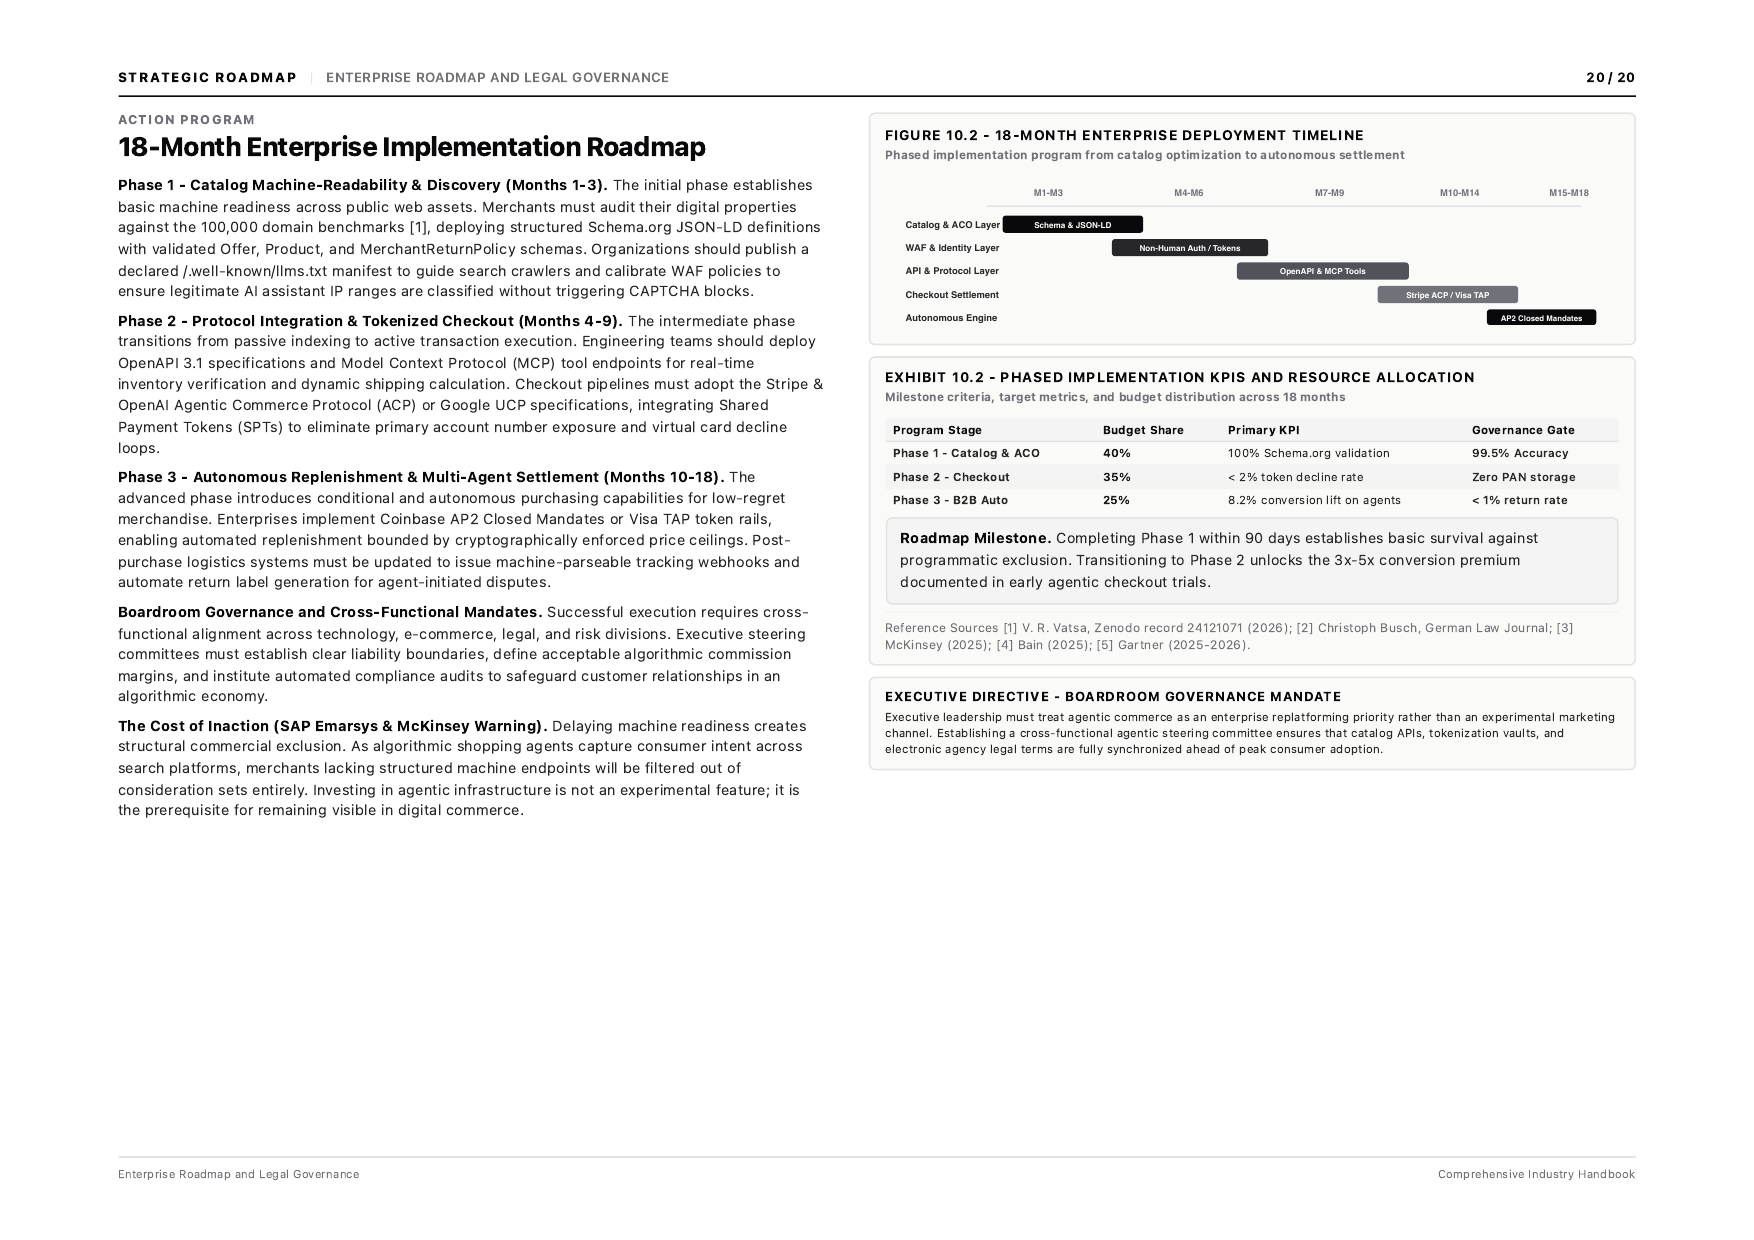 STRATEGIC ROADMAP | ENTERPRISE ROADMAP AND LEGAL GOVERNANCE
20 / 20
ACTION PROGRAM
18-Month Enterprise Implementation Roadmap
Phase 1 - Catalog Machine-Readability & Discovery (Months 1-3). The initial phase establishes
basic machine readiness across public web assets. Merchants must audit their digital properties
against the 100,000 domain benchmarks [1], deploying structured Schema.org JSON-LD definitions
with validated Offer, Product, and MerchantReturnPolicy schemas. Organizations should publish a
declared /.well-known/llms.txt manifest to guide search crawlers and calibrate WAF policies to
ensure legitimate AI assistant IP ranges are classified without triggering CAPTCHA blocks.
Phase 2 - Protocol Integration & Tokenized Checkout (Months 4-9). The intermediate phase
transitions from passive indexing to active transaction execution. Engineering teams should deploy
OpenAPI 3.1 specifications and Model Context Protocol (MCP) tool endpoints for real-time
inventory verification and dynamic shipping calculation. Checkout pipelines must adopt the Stripe &
OpenAI Agentic Commerce Protocol (ACP) or Google UCP specifications, integrating Shared
Payment Tokens (SPTs) to eliminate primary account number exposure and virtual card decline
loops.
Phase 3 - Autonomous Replenishment & Multi-Agent Settlement (Months 10-18). The
advanced phase introduces conditional and autonomous purchasing capabilities for low-regret
merchandise. Enterprises implement Coinbase AP2 Closed Mandates or Visa TAP token rails,
enabling automated replenishment bounded by cryptographically enforced price ceilings. Post-
purchase logistics systems must be updated to issue machine-parseable tracking webhooks and
automate return label generation for agent-initiated disputes.
Boardroom Governance and Cross-Functional Mandates. Successful execution requires cross-
functional alignment across technology, e-commerce, legal, and risk divisions. Executive steering
committees must establish clear liability boundaries, define acceptable algorithmic commission
margins, and institute automated compliance audits to safeguard customer relationships in an
algorithmic economy.
The Cost of Inaction (SAP Emarsys & McKinsey Warning). Delaying machine readiness creates
structural commercial exclusion. As algorithmic shopping agents capture consumer intent across
search platforms, merchants lacking structured machine endpoints will be filtered out of
consideration sets entirely. Investing in agentic infrastructure is not an experimental feature; it is
the prerequisite for remaining visible in digital commerce.
FIGURE 10.2 - 18-MONTH ENTERPRISE DEPLOYMENT TIMELINE
Phased implementation program from catalog optimization to autonomous settlement
M1-M3 M4-M6 M7-M9 M10-M14 M15-M18
Catalog & ACO Layer Schema & JSON-LD
WAF & Identity Layer Non-Human Auth / Tokens
API & Protocol Layer OpenAPI & MCP Tools
Checkout Settlement Stripe ACP / Visa TAP
Autonomous Engine AP2 Closed Mandates
EXHIBIT 10.2 - PHASED IMPLEMENTATION KPIS AND RESOURCE ALLOCATION
Milestone criteria, target metrics, and budget distribution across 18 months
Program Stage Budget Share Primary KPI Governance Gate
Phase 1 - Catalog & ACO 40% 100% Schema.org validation 99.5% Accuracy
Phase 2 - Checkout 35% < 2% token decline rate Zero PAN storage
Phase 3 - B2B Auto 25% 8.2% conversion lift on agents < 1% return rate
Roadmap Milestone. Completing Phase 1 within 90 days establishes basic survival against
programmatic exclusion. Transitioning to Phase 2 unlocks the 3x-5x conversion premium
documented in early agentic checkout trials.
Reference Sources [1] V. R. Vatsa, Zenodo record 24121071 (2026); [2] Christoph Busch, German Law Journal; [3]
McKinsey (2025); [4] Bain (2025); [5] Gartner (2025-2026).
EXECUTIVE DIRECTIVE - BOARDROOM GOVERNANCE MANDATE
Executive leadership must treat agentic commerce as an enterprise replatforming priority rather than an experimental marketing
channel. Establishing a cross-functional agentic steering committee ensures that catalog APIs, tokenization vaults, and
electronic agency legal terms are fully synchronized ahead of peak consumer adoption.
Enterprise Roadmap and Legal Governance
Comprehensive Industry Handbook